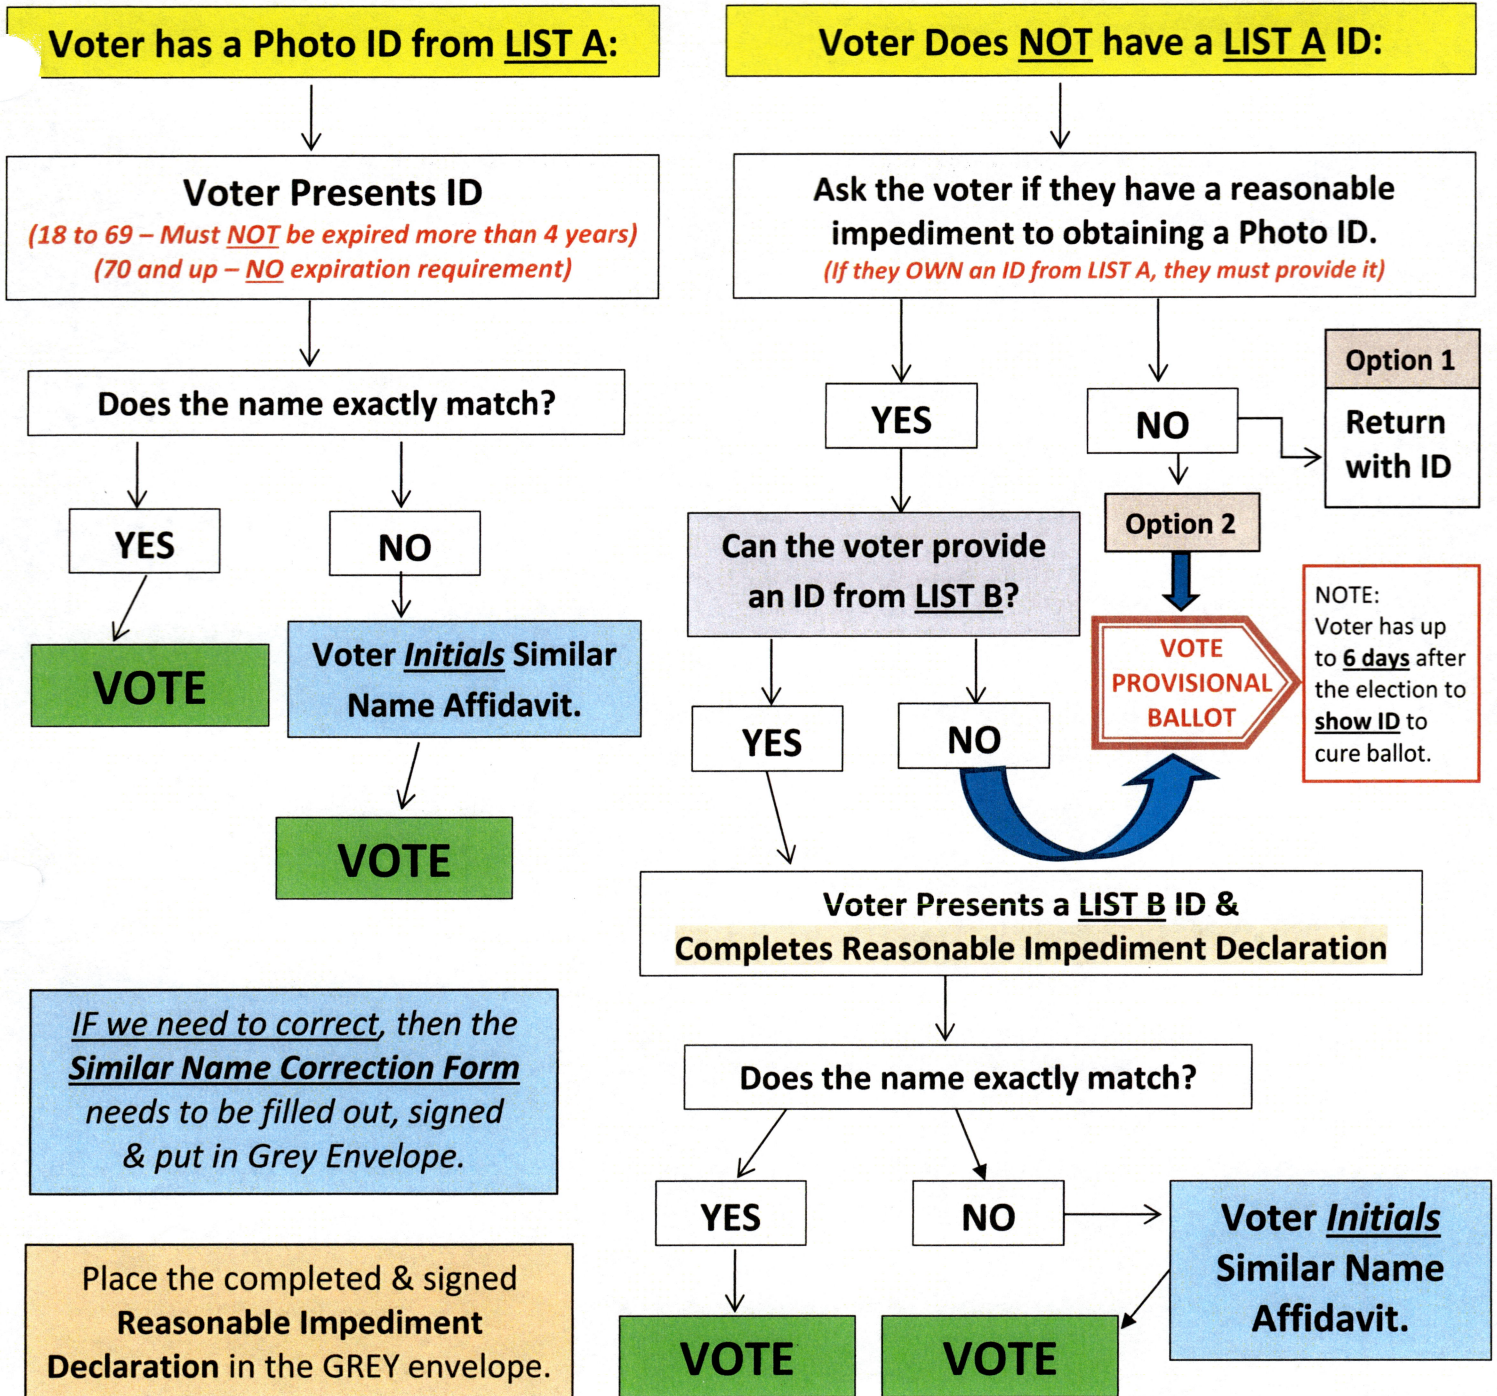 Voter has a Photo ID from LIST A:
Voter Presents ID
(18 to 69 – Must NOT be expired more than 4 years)
(70 and up – NO expiration requirement)
Does the name exactly match?
YES
NO
VOTE
Voter Initials Similar
Name Affidavit.
VOTE
IF we need to correct, then the
Similar Name Correction Form
needs to be filled out, signed
& put in Grey Envelope.
Place the completed & signed
Reasonable Impediment
Declaration in the GREY envelope.
Voter Does NOT have a LIST A ID:
Ask the voter if they have a reasonable
impediment to obtaining a Photo ID.
(If they OWN an ID from LIST A, they must provide it)
YES
NO
Option 1
Return
with ID
Option 2
Can the voter provide
an ID from LIST B?
VOTE
PROVISIONAL
BALLOT
NOTE:
Voter has up
to 6 days after
the election to
show ID to
cure ballot.
YES
NO
Voter Presents a LIST B ID &
Completes Reasonable Impediment Declaration
Does the name exactly match?
YES
NO
Voter Initials
Similar Name
Affidavit.
VOTE
VOTE